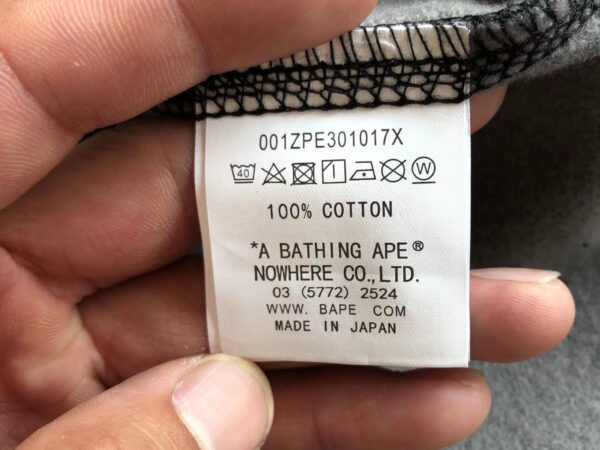 001ZPE301017X
40 W
100% COTTON
*A BATHING APE®
NOWHERE CO.,LTD.
03 (5772) 2524
WWW. BAPE COM
MADE IN JAPAN